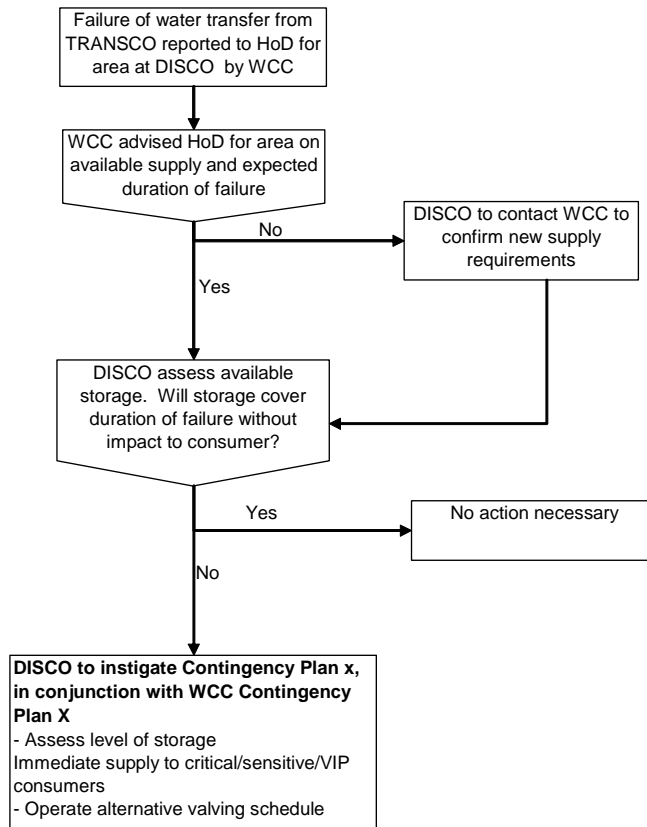 Failure of water transfer from
TRANSCO reported to HoD for
area at DISCO by WCC
WCC advised HoD for area on
available supply and expected
duration of failure
No
DISCO to contact WCC to
confirm new supply
requirements
Yes
DISCO assess available
storage. Will storage cover
duration of failure without
impact to consumer?
Yes
No action necessary
No
DISCO to instigate Contingency Plan x,
in conjunction with WCC Contingency
Plan X
- Assess level of storage
Immediate supply to critical/sensitive/VIP
consumers
- Operate alternative valving schedule